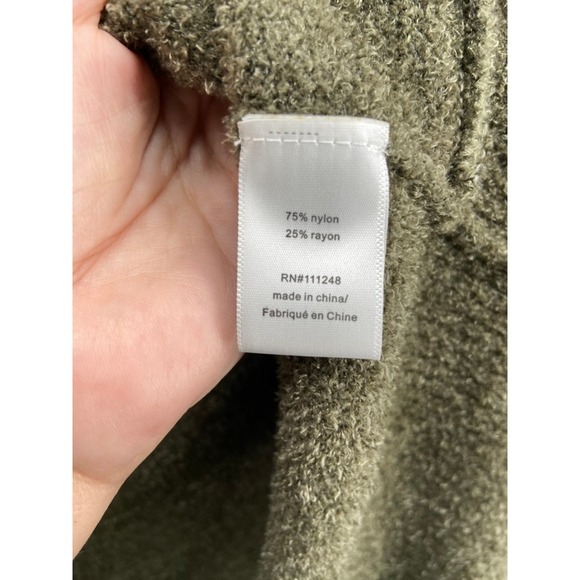 75% nylon
25% rayon
RN#111248
made in china/
Fabriqué en Chine